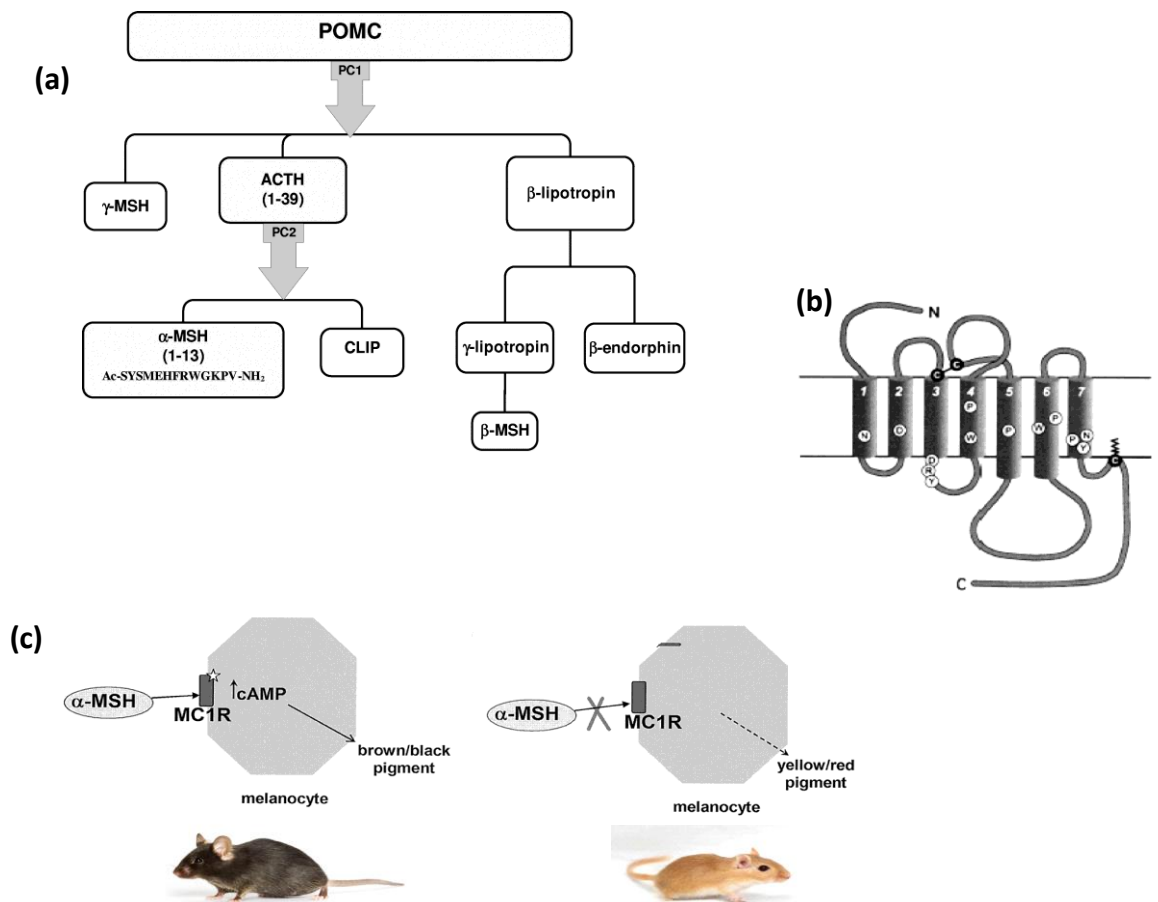 (a)
POMC
PC1
γ-MSH
ACTH
(1-39)
β-lipotropin
PC2
α-MSH
(1-13)
Ac-SYSMEHFRWGKPV-NH₂
CLIP
γ-lipotropin
β-endorphin
β-MSH
(b)
N
C
C
1
2
3
4
5
6
7
N
D
P
W
P
W
P
P
N
Y
D
R
Y
C
C
(c)
α-MSH
MC1R
↑cAMP
brown/black
pigment
melanocyte
α-MSH
MC1R
yellow/red
pigment
melanocyte